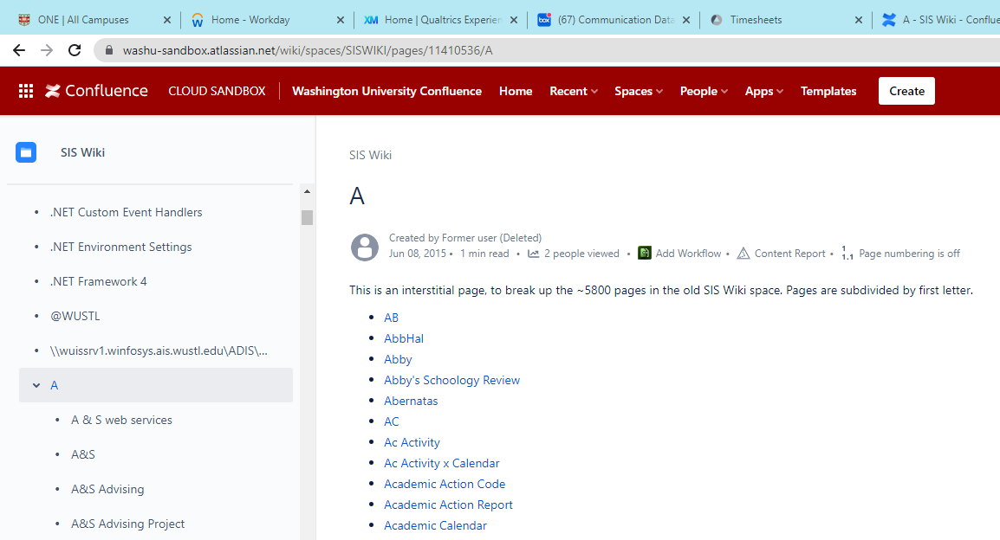 ONE | All Campuses
Home - Workday
XM Home | Qualtrics Experien
box (67) Communication Data
Timesheets
A - SIS Wiki - Conflue
washu-sandbox.atlassian.net/wiki/spaces/SISWIKI/pages/11410536/A
Confluence CLOUD SANDBOX Washington University Confluence Home Recent Spaces People Apps Templates Create
SIS Wiki
.NET Custom Event Handlers
.NET Environment Settings
.NET Framework 4
@WUSTL
\\wuissrv1.winfosys.ais.wustl.edu\ADIS\...
A
A & S web services
A&S
A&S Advising
A&S Advising Project
SIS Wiki
A
Created by Former user (Deleted)
Jun 08, 2015 • 1 min read • 2 people viewed • Add Workflow • Content Report • 1.1. Page numbering is off
This is an interstitial page, to break up the ~5800 pages in the old SIS Wiki space. Pages are subdivided by first letter.
• AB
• AbbHal
• Abby
• Abby's Schoology Review
• Abernatas
• AC
• Ac Activity
• Ac Activity x Calendar
• Academic Action Code
• Academic Action Report
• Academic Calendar